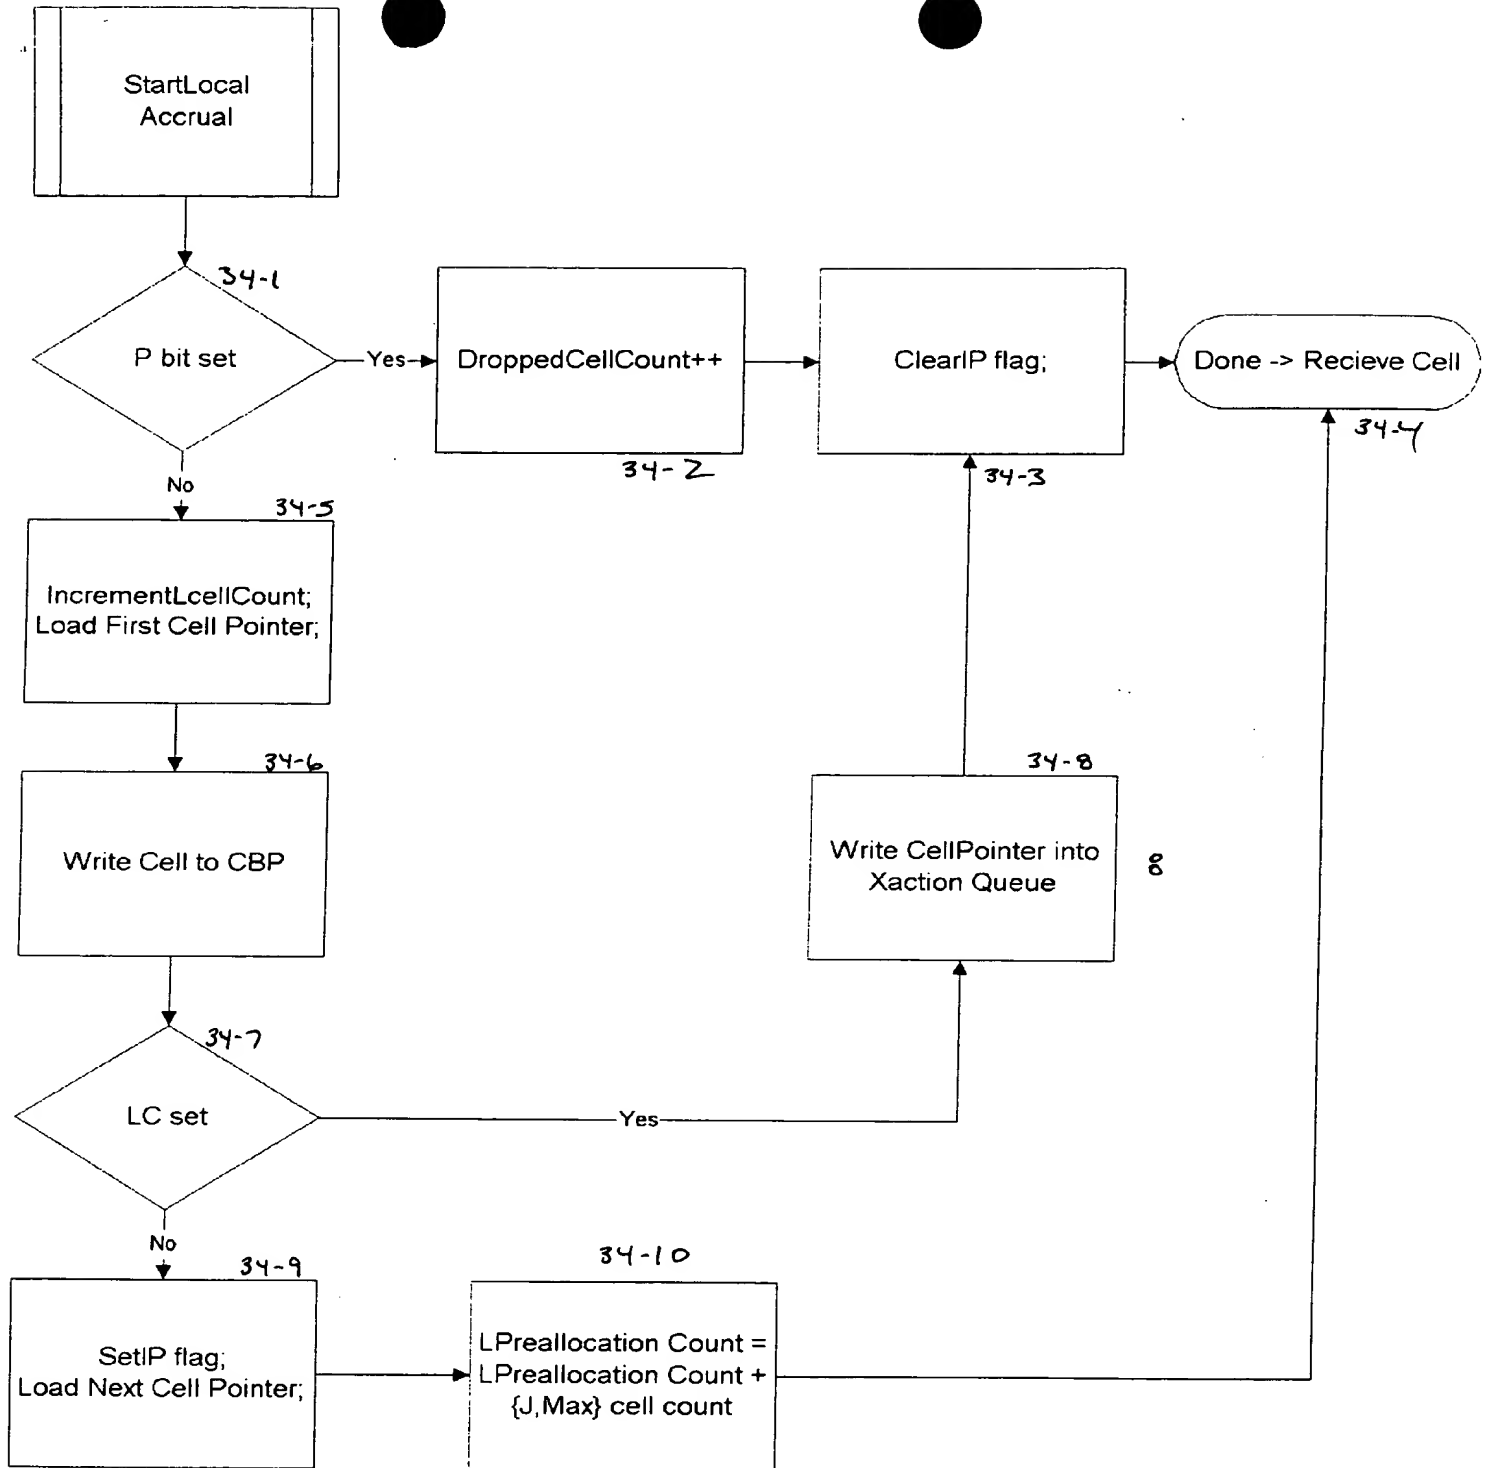 StartLocal
Accrual
34-1
P bit set
Yes
DroppedCellCount++
34-2
ClearIP flag;
34-3
Done -> Recieve Cell
34-4
No
34-5
IncrementLcellCount;
Load First Cell Pointer;
34-6
Write Cell to CBP
34-7
LC set
Yes
34-8
Write CellPointer into
Xaction Queue
No
34-9
SetIP flag;
Load Next Cell Pointer;
34-10
LPreallocation Count =
LPreallocation Count +
{J,Max} cell count